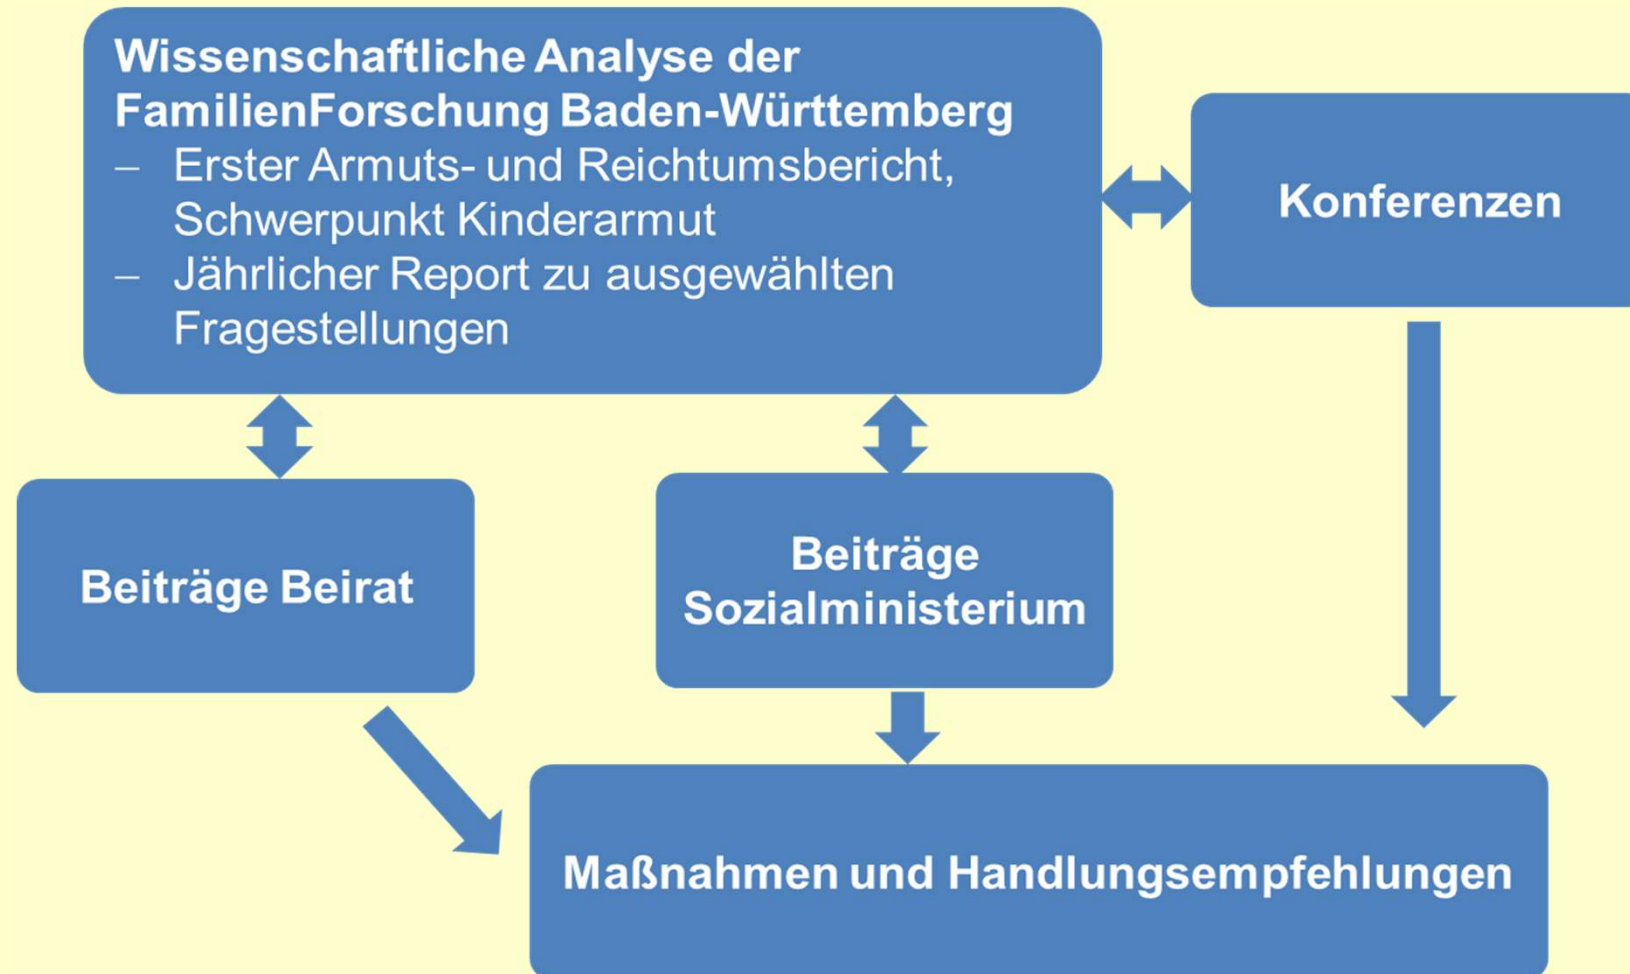 Wissenschaftliche Analyse der
FamilienForschung Baden-Württemberg
– Erster Armuts- und Reichtumsbericht,
Schwerpunkt Kinderarmut
– Jährlicher Report zu ausgewählten
Fragestellungen
Konferenzen
Beiträge Beirat
Beiträge
Sozialministerium
Maßnahmen und Handlungsempfehlungen